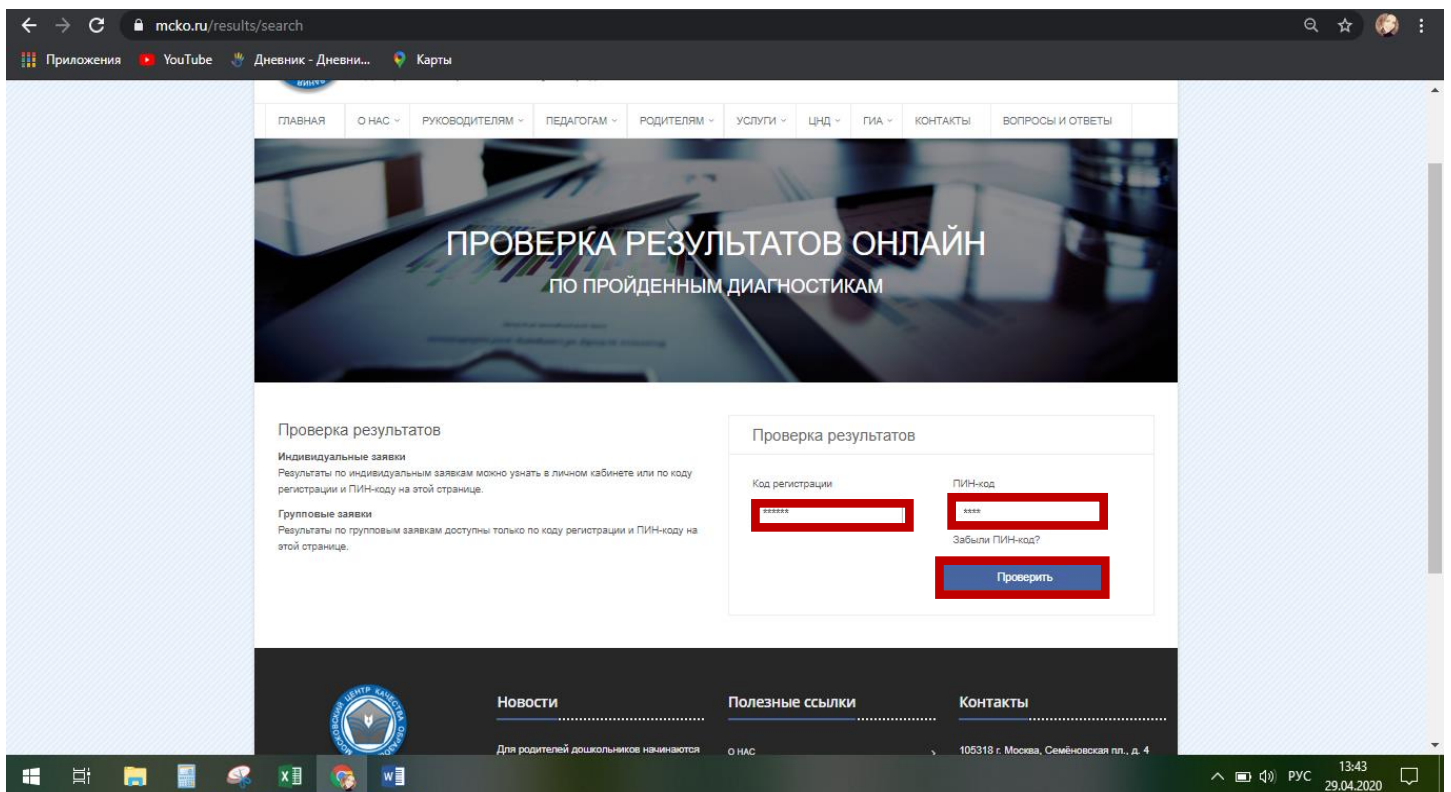 mcko.ru/results/search
Приложения YouTube Дневник - Дневни... Карты
ГЛАВНАЯ О НАС РУКОВОДИТЕЛЯМ ПЕДАГОГАМ РОДИТЕЛЯМ УСЛУГИ ЦНД ГИА КОНТАКТЫ ВОПРОСЫ И ОТВЕТЫ
ПРОВЕРКА РЕЗУЛЬТАТОВ ОНЛАЙН
ПО ПРОЙДЕННЫМ ДИАГНОСТИКАМ
Проверка результатов
Индивидуальные заявки
Результаты по индивидуальным заявкам можно узнать в личном кабинете или по коду
регистрации и ПИН-коду на этой странице.
Групповые заявки
Результаты по групповым заявкам доступны только по коду регистрации и ПИН-коду на
этой странице.
Проверка результатов
Код регистрации ПИН-код
****** ****
Забыли ПИН-код?
Проверить
МОСКОВСКИЙ ЦЕНТР КАЧЕСТВА
Новости
Для родителей дошкольников начинаются
Полезные ссылки
О НАС
Контакты
105318 г. Москва, Семёновская пл., д. 4
РУС
13:43
29.04.2020